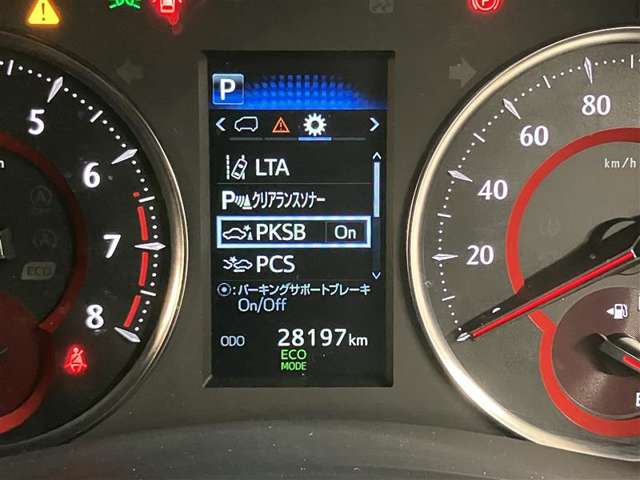 P
LTA
P クリアランスソナー
PKSB On
PCS
:パーキングサポートブレーキ
On/Off
ODO 28197 km
ECO
MODE
5
6
7
8
ECO
80
60
40
20
km/h